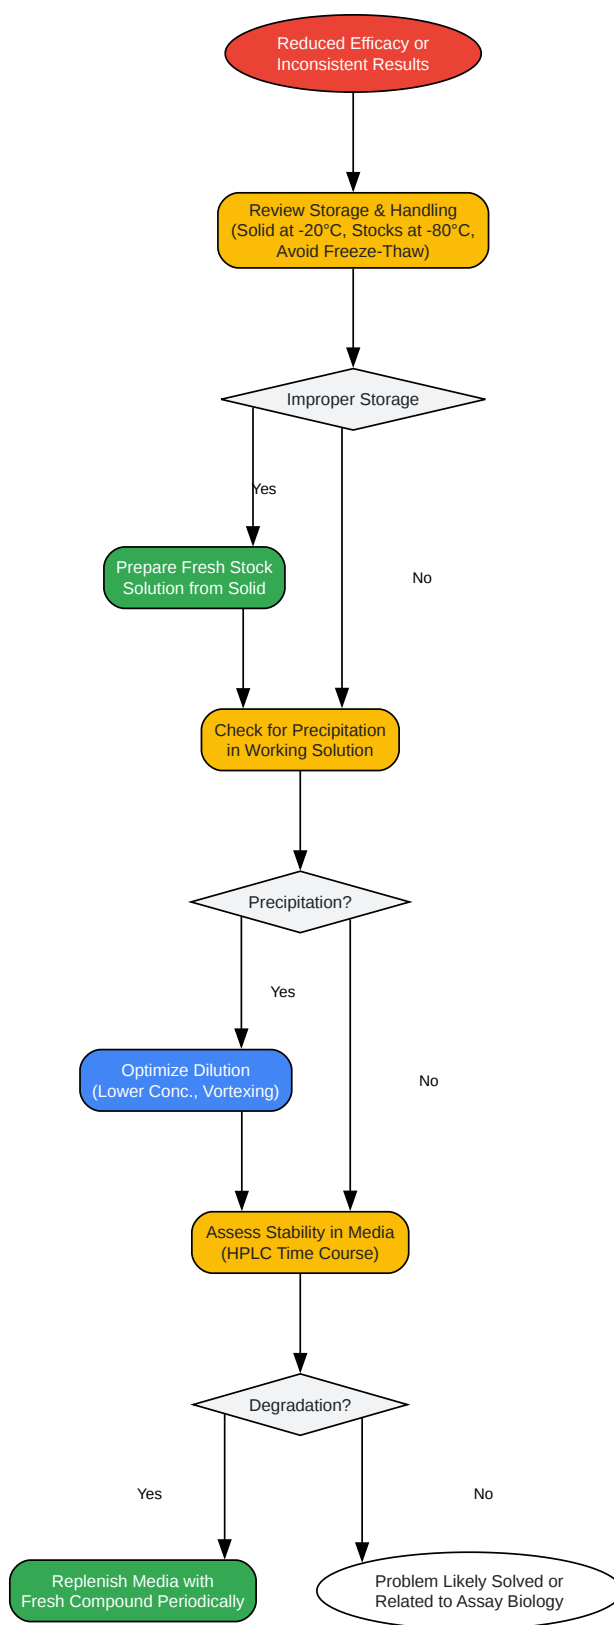 Reduced Efficacy or
Inconsistent Results
Review Storage & Handling
(Solid at -20°C, Stocks at -80°C,
Avoid Freeze-Thaw)
Improper Storage
Yes
Prepare Fresh Stock
Solution from Solid
No
Check for Precipitation
in Working Solution
Precipitation?
Yes
Optimize Dilution
(Lower Conc., Vortexing)
No
Assess Stability in Media
(HPLC Time Course)
Degradation?
Yes
No
Replenish Media with
Fresh Compound Periodically
Problem Likely Solved or
Related to Assay Biology